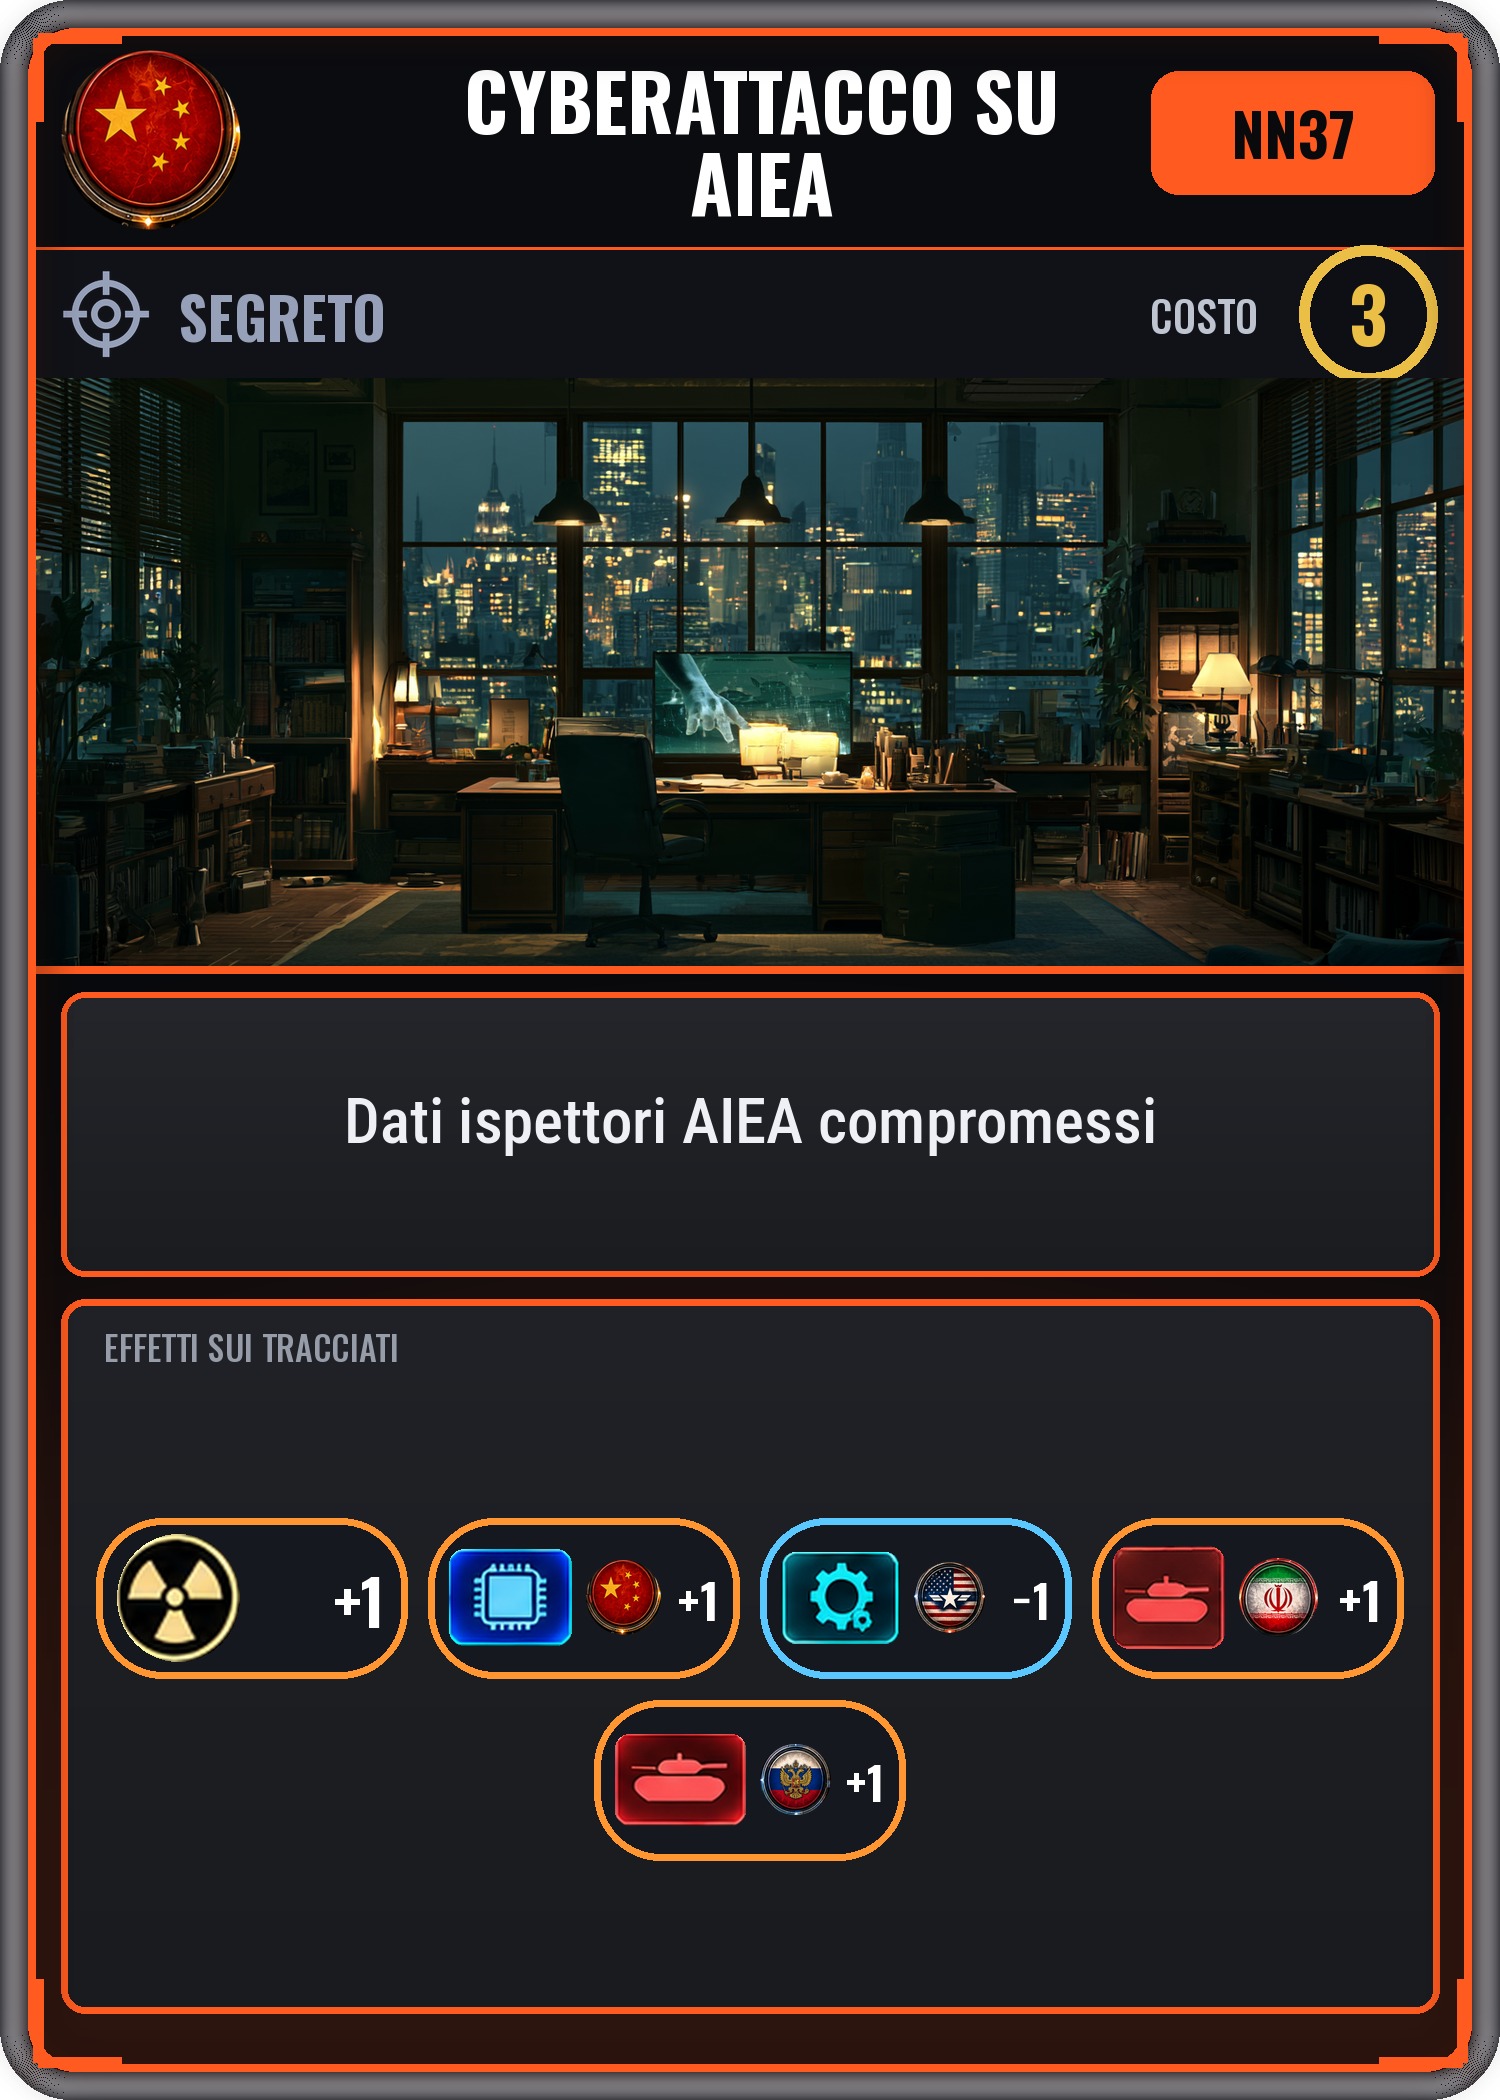 CYBERATTACCO SU
AIEA
NN37
SEGRETO
COSTO
3
Dati ispettori AIEA compromessi
EFFETTI SUI TRACCIATI
+1
+1
-1
+1
+1